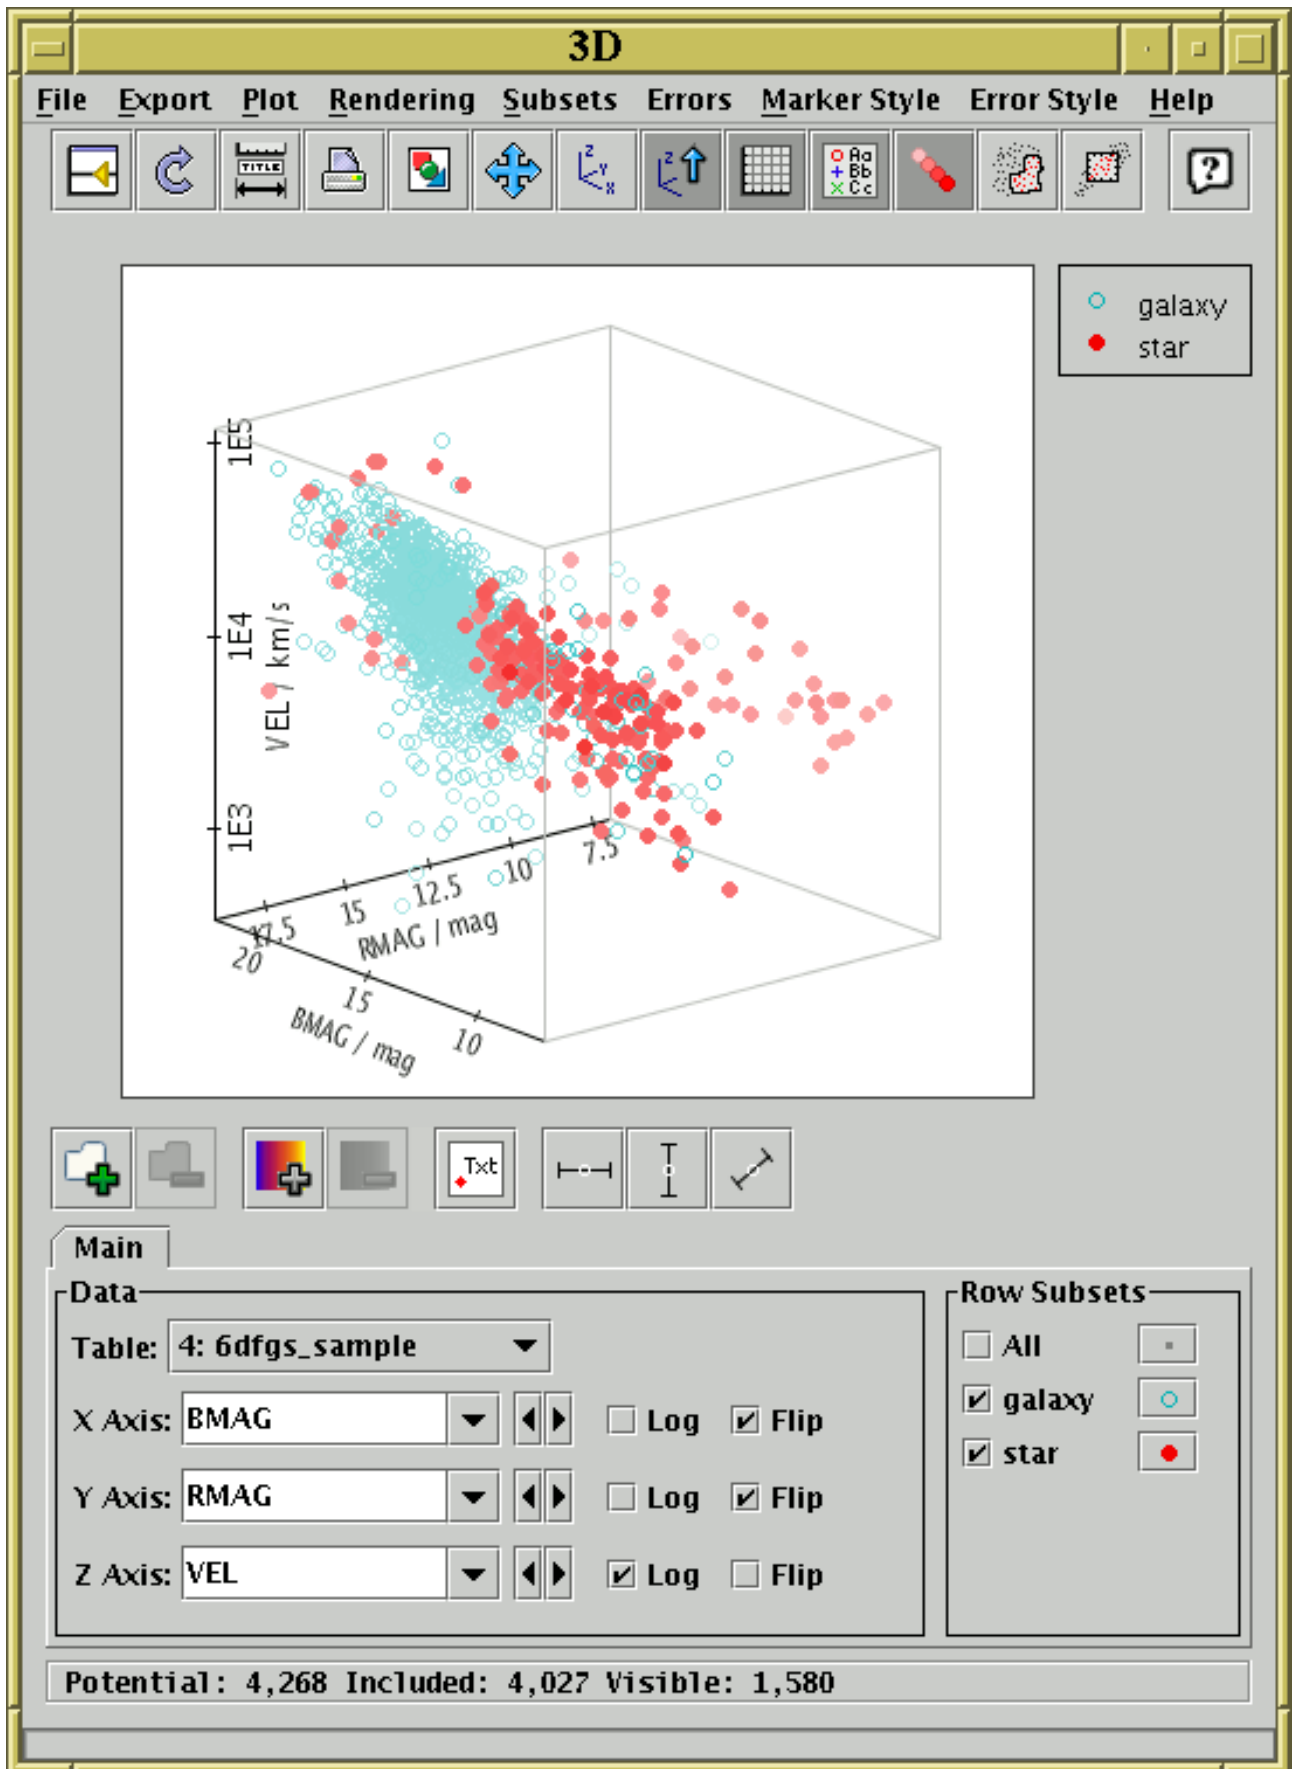 3D
File Export Plot Rendering Subsets Errors Marker Style Error Style Help
TITLE
Z Y X
Z
Aa
Bb
Cc
?
galaxy
star
1E5
1E4
1E3
VEL / km/s
17.5 15 12.5 10 7.5
RMAG / mag
20 15 10
BMAG / mag
Txt
Main
Data
Row Subsets
Table: 4: 6dfgs_sample
All
X Axis: BMAG Log Flip
galaxy
Y Axis: RMAG Log Flip
star
Z Axis: VEL Log Flip
Potential: 4,268 Included: 4,027 Visible: 1,580